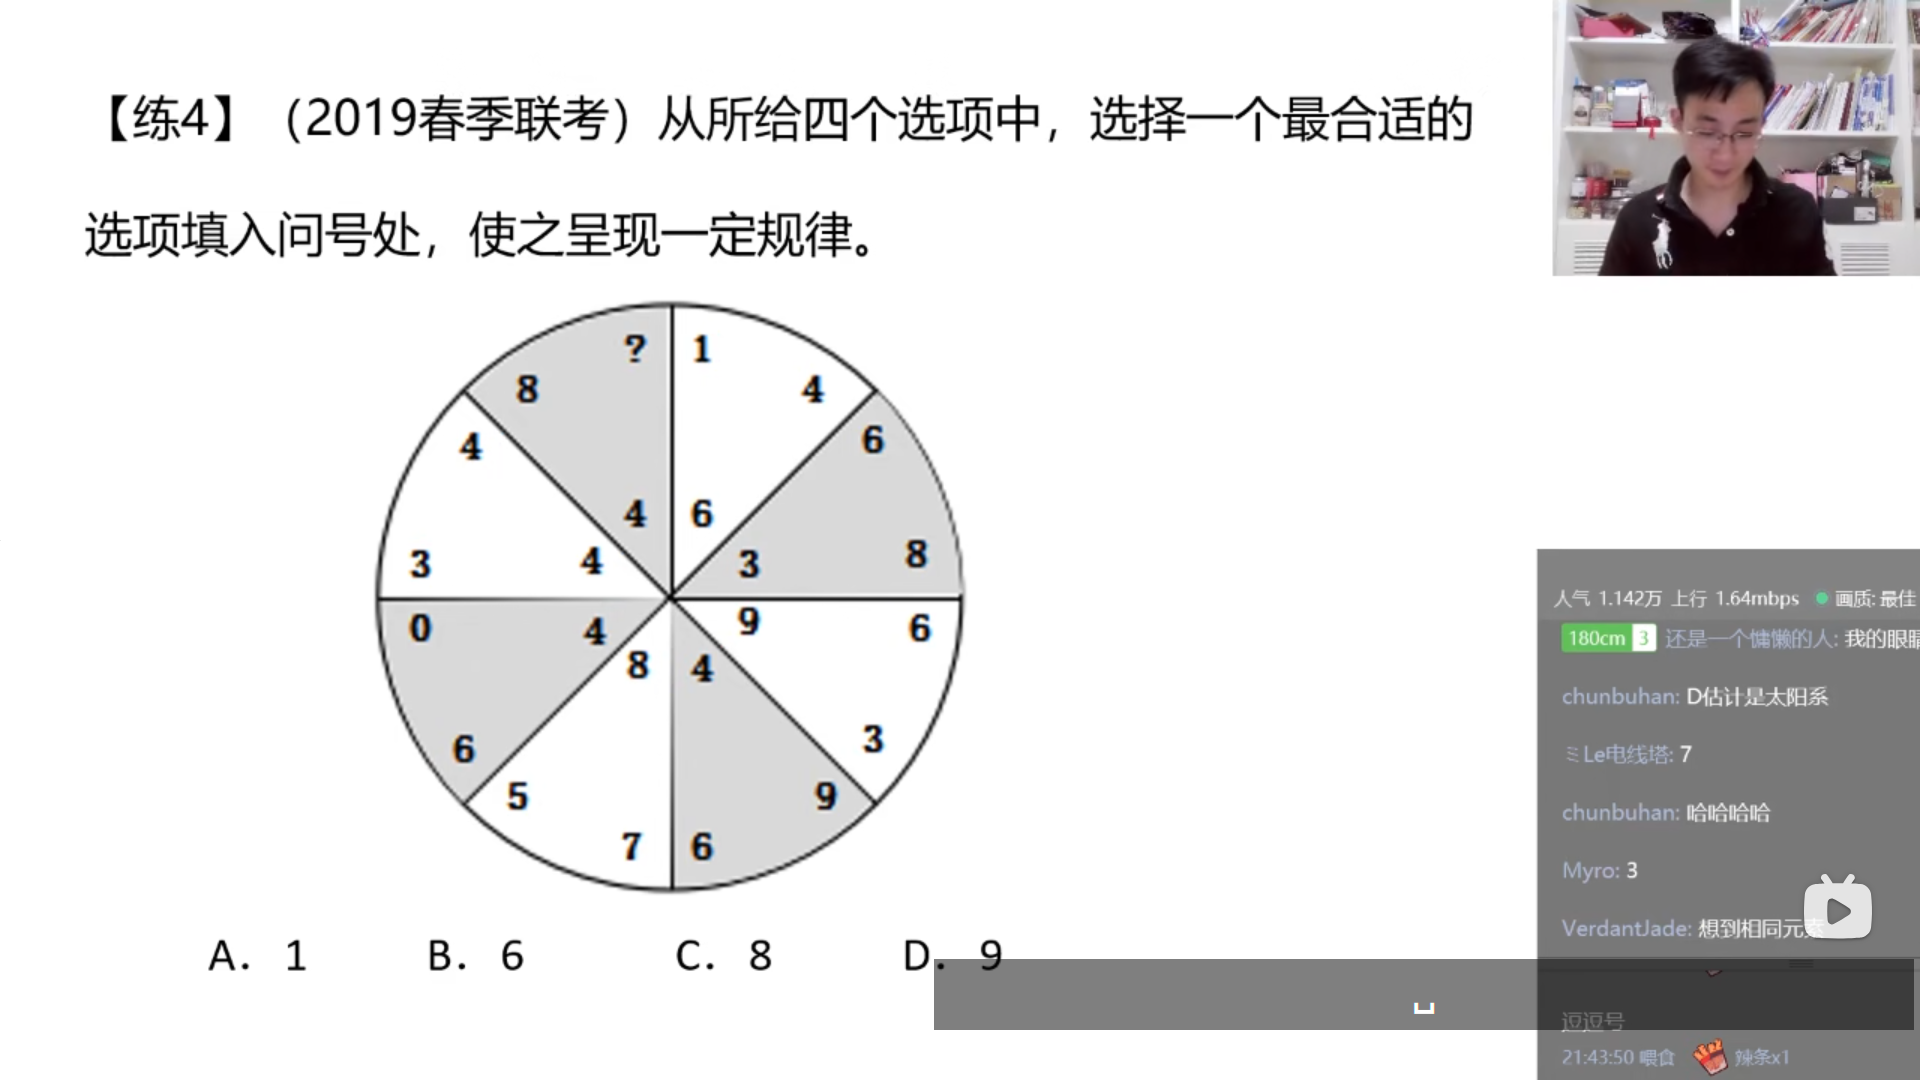 【练4】（2019春季联考）从所给四个选项中，选择一个最合适的
选项填入问号处，使之呈现一定规律。
? 1
8 4
4 6
4 6
3 4 3 8
0 4 9 6
8 4
6 3
5 9
7 6
A. 1 B. 6 C. 8 D. 9
人气 1.142万 上行 1.64mbps 画质: 最佳
180cm 3 还是一个慵懒的人: 我的眼睛
chunbuhan: D估计是太阳系
ミLe电线塔: 7
chunbuhan: 哈哈哈哈
Myro: 3
VerdantJade: 想到相同元素
逗逗号
21:43:50 喂食 辣条x1